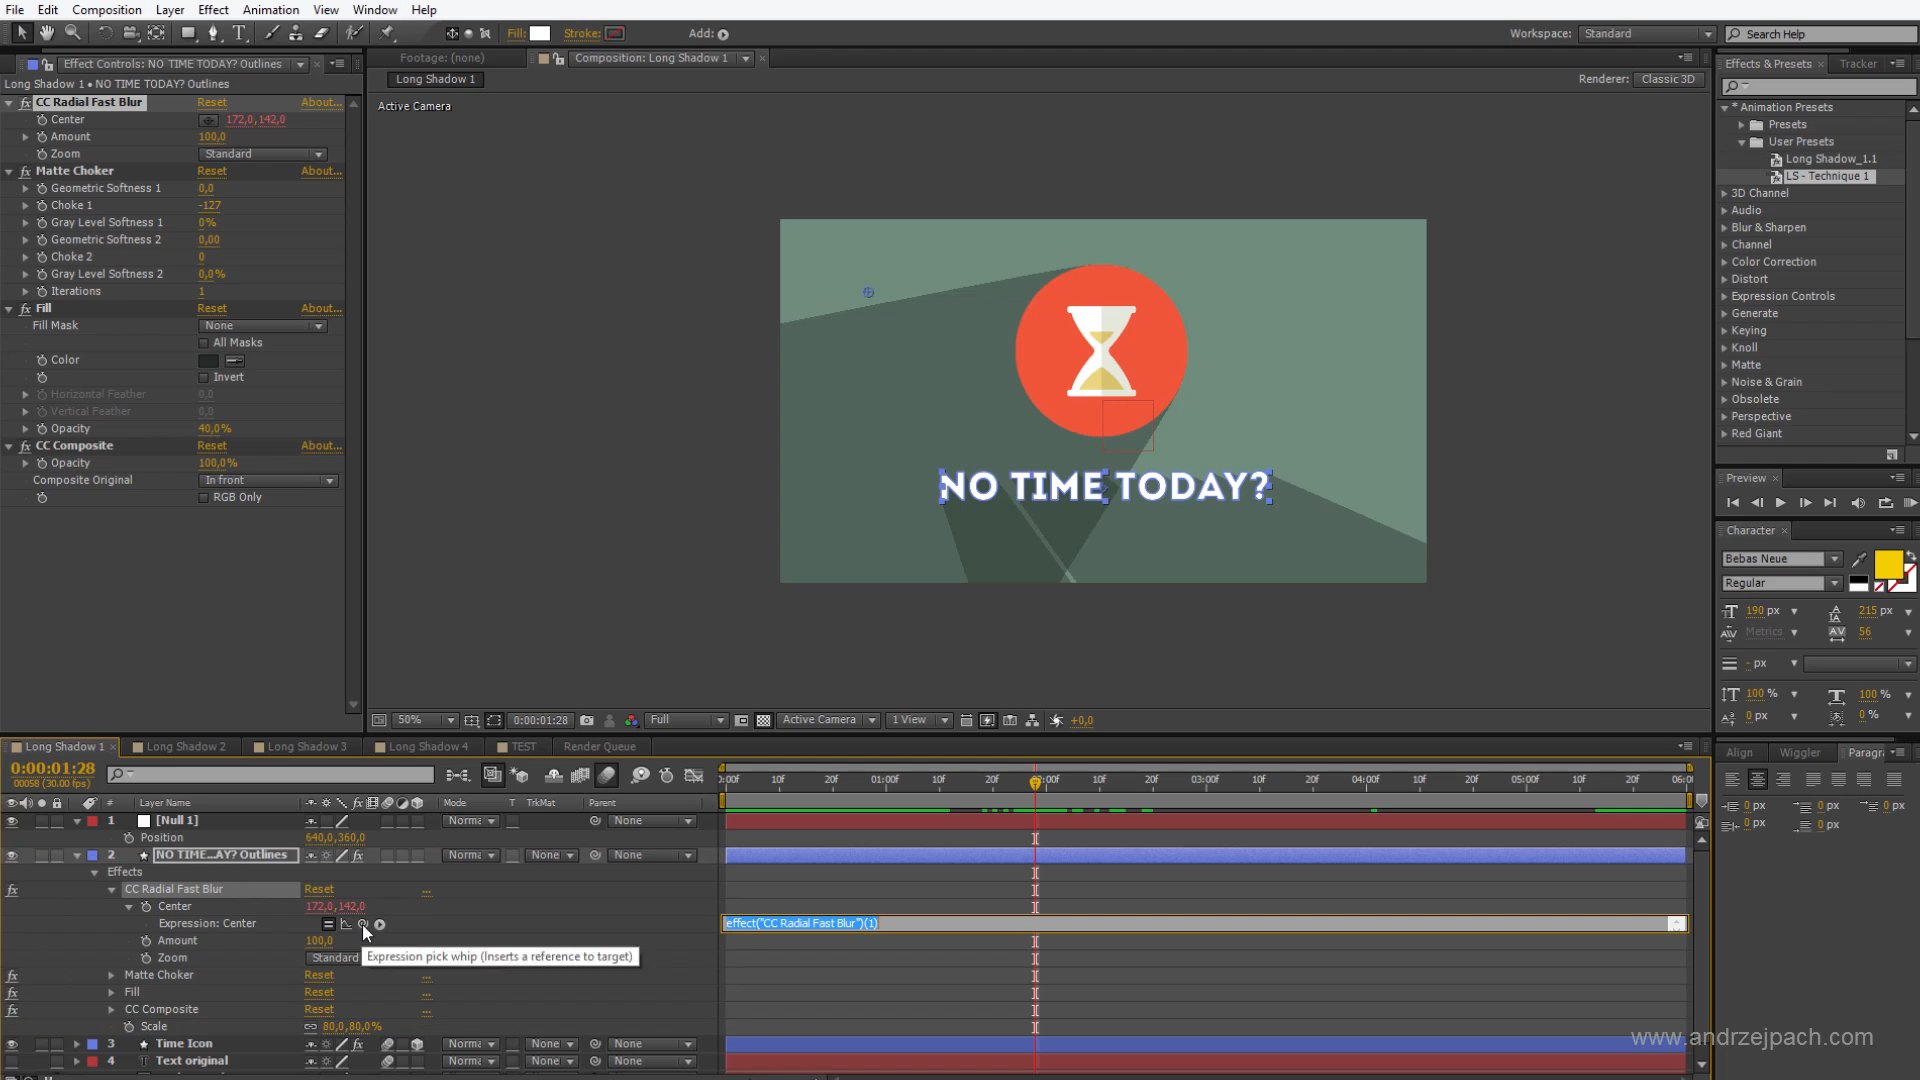 File Edit Composition Layer Effect Animation View Window Help
Fill: Stroke: Add: Workspace: Standard Search Help
Effect Controls: NO TIME TODAY? Outlines
Footage: (none) Composition: Long Shadow 1
Effects & Presets Tracker
Long Shadow 1 • NO TIME TODAY? Outlines
Long Shadow 1
Renderer: Classic 3D
CC Radial Fast Blur Reset About...
Center 172,0,142,0
Amount 100,0
Zoom Standard
Matte Choker Reset About...
Geometric Softness 1 0,0
Choke 1 -127
Gray Level Softness 1 0%
Geometric Softness 2 0,00
Choke 2 0
Gray Level Softness 2 0,0%
Iterations 1
Fill Reset About...
Fill Mask None
All Masks
Color
Invert
Horizontal Feather 0,0
Vertical Feather 0,0
Opacity 40,0%
CC Composite Reset About...
Opacity 100,0%
Composite Original In front
RGB Only
Active Camera
NO TIME TODAY?
* Animation Presets
Presets
User Presets
Long Shadow_1.1
LS - Technique 1
3D Channel
Audio
Blur & Sharpen
Channel
Color Correction
Distort
Expression Controls
Generate
Keying
Knoll
Matte
Noise & Grain
Obsolete
Perspective
Red Giant
Preview
Character
Bebas Neue
Regular
190 px 215 px
Metrics 56
- px
100 % 100 %
0 px 0 %
50% 0:00:01:28 Full Active Camera 1 View +0,0
Long Shadow 1 Long Shadow 2 Long Shadow 3 Long Shadow 4 TEST Render Queue
Align Wiggler Paragra
0:00:01:28
00058 (30.00 fps)
:00f 10f 20f 01:00f 10f 20f :00f 10f 20f 03:00f 10f 20f 04:00f 10f 20f 05:00f 10f 20f 06:00
# Layer Name Mode T TrkMat Parent
0 px 0 px 0 px
0 px 0 px
1 [Null 1] Norma None
Position 640,0,360,0
2 NO TIME...AY? Outlines Norma None None
Effects
CC Radial Fast Blur Reset ...
Center 172,0,142,0
Expression: Center effect("CC Radial Fast Blur")(1)
Amount 100,0
Zoom Standard
Expression pick whip (Inserts a reference to target)
Matte Choker Reset ...
Fill Reset ...
CC Composite Reset ...
Scale 80,0,80,0%
3 Time Icon Norma None None
4 T Text original Norma None None
www.andrzejpach.com